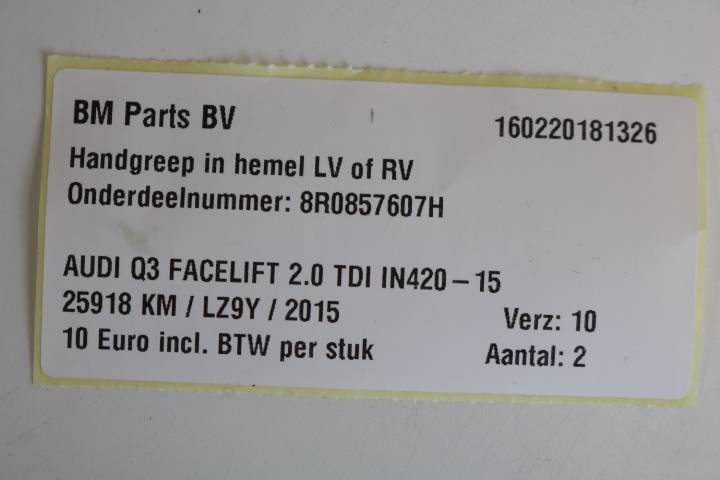 BM Parts BV
160220181326
Handgreep in hemel LV of RV
Onderdeelnummer: 8R0857607H
AUDI Q3 FACELIFT 2.0 TDI IN420-15
25918 KM / LZ9Y / 2015
Verz: 10
10 Euro incl. BTW per stuk
Aantal: 2